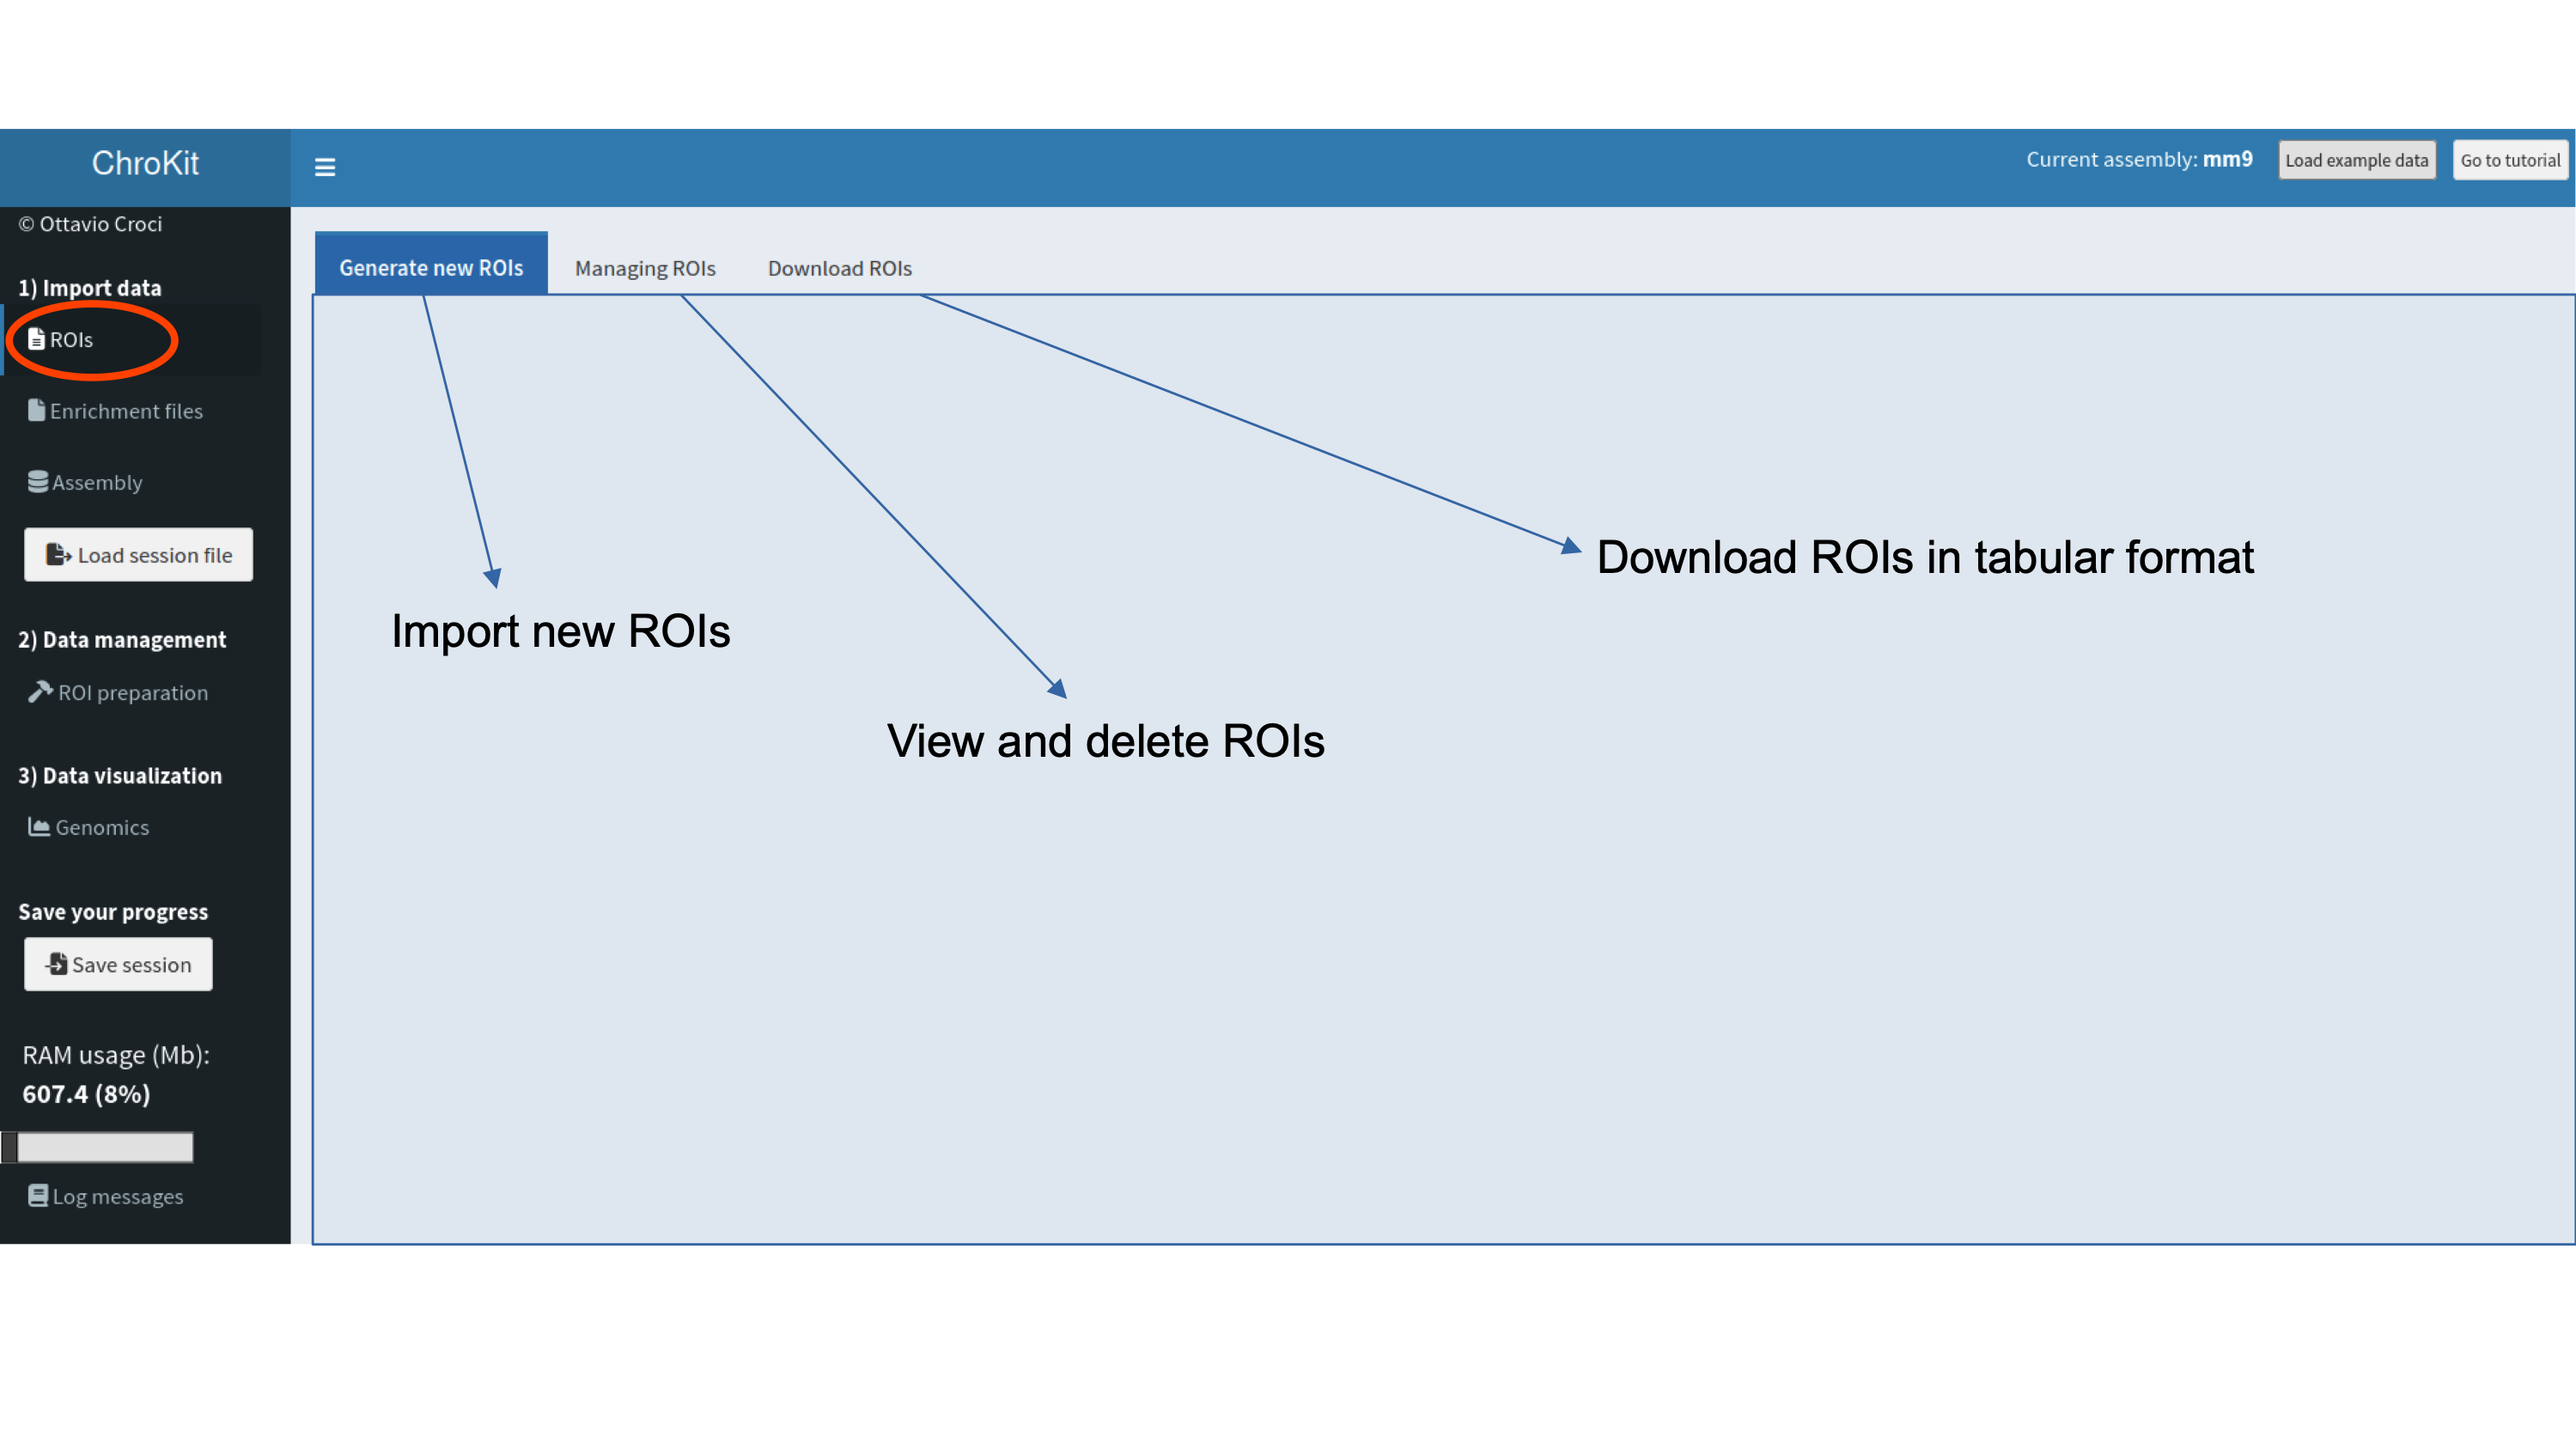 ChroKit
Current assembly: mm9
Load example data
Go to tutorial
© Ottavio Croci
1) Import data
ROIs
Enrichment files
Assembly
Load session file
2) Data management
ROI preparation
3) Data visualization
Genomics
Save your progress
Save session
RAM usage (Mb):
607.4 (8%)
Log messages
Generate new ROIs
Managing ROIs
Download ROIs
Download ROIs in tabular format
Import new ROIs
View and delete ROIs